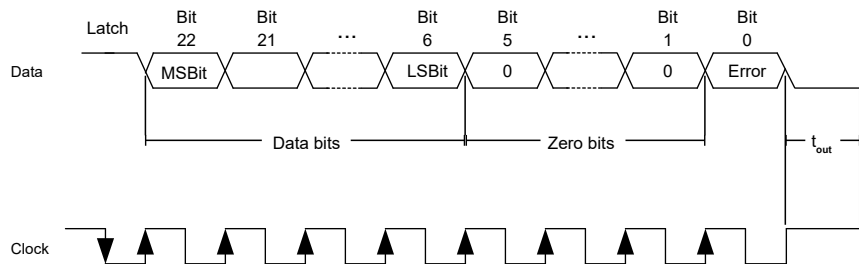 Latch Bit Bit Bit Bit Bit Bit
22 21 ... 6 5 ... 1 0
Data MSBit LSBit 0 0 Error
Data bits Zero bits tout
Clock